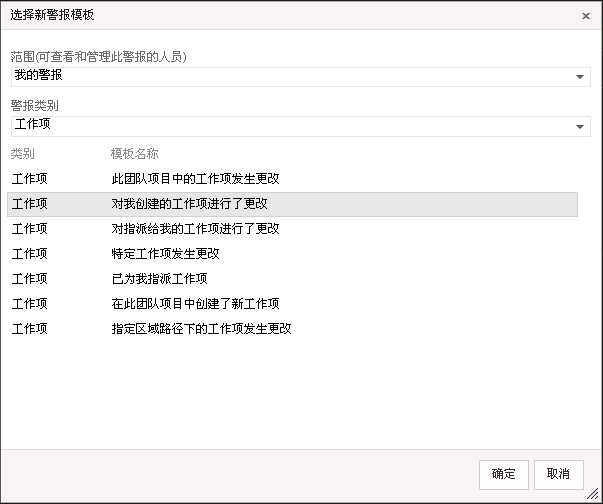 选择新警报模板
范围(可查看和管理此警报的人员)
我的警报
警报类别
工作项
类别 模板名称
工作项 此团队项目中的工作项发生更改
工作项 对我创建的工作项进行了更改
工作项 对指派给我的工作项进行了更改
工作项 特定工作项发生更改
工作项 已为我指派工作项
工作项 在此团队项目中创建了新工作项
工作项 指定区域路径下的工作项发生更改
确定 取消